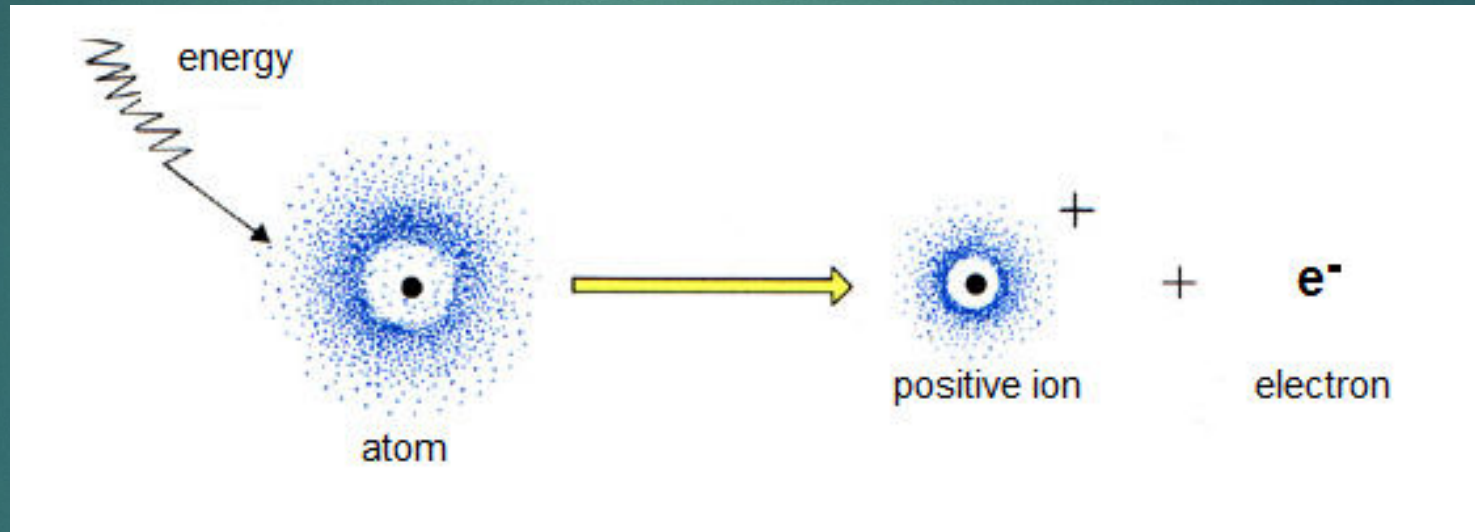 energy
+
+
e-
positive ion
electron
atom